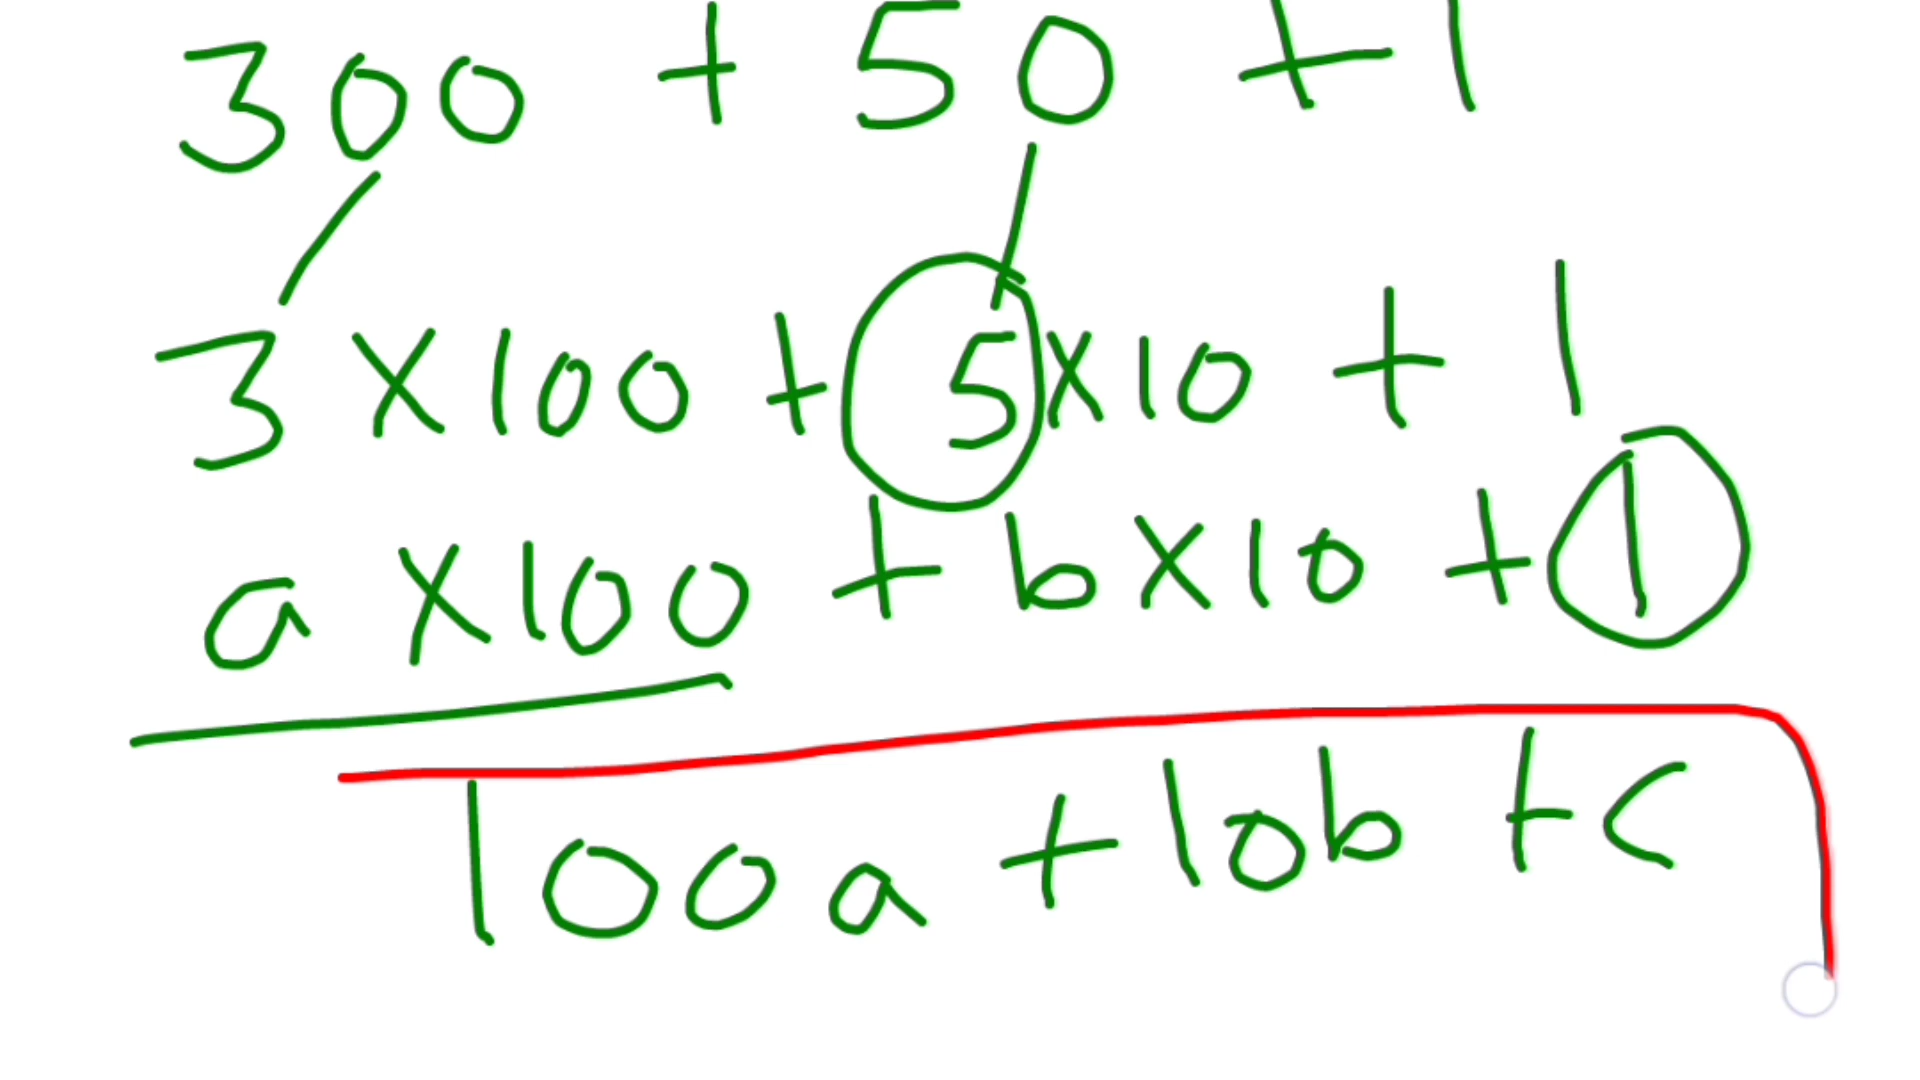 300 + 50 + 1
3 × 100 + 5 × 10 + 1
a × 100 + b × 10 + 1
100a + 10b + c